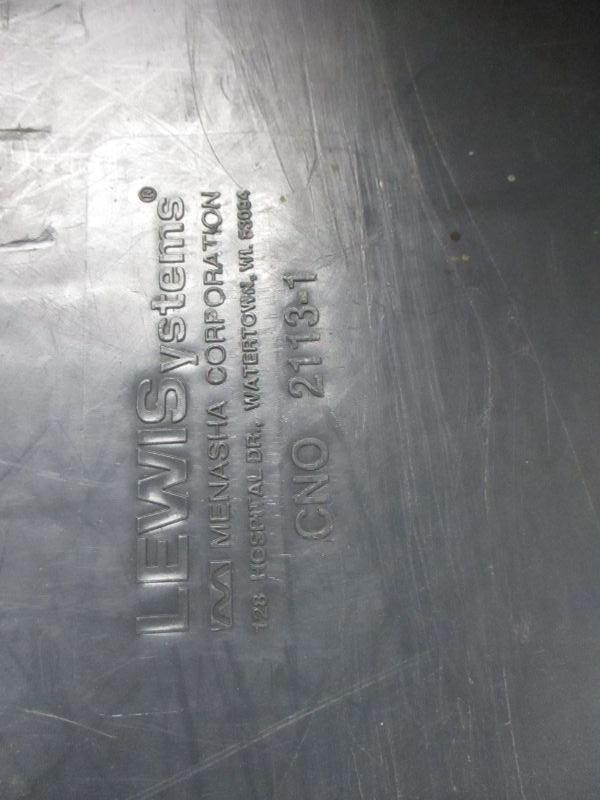 LEWISystems®
MENASHA CORPORATION
128 HOSPITAL DR., WATERTOWN, WI. 53094
CNO 2113-1